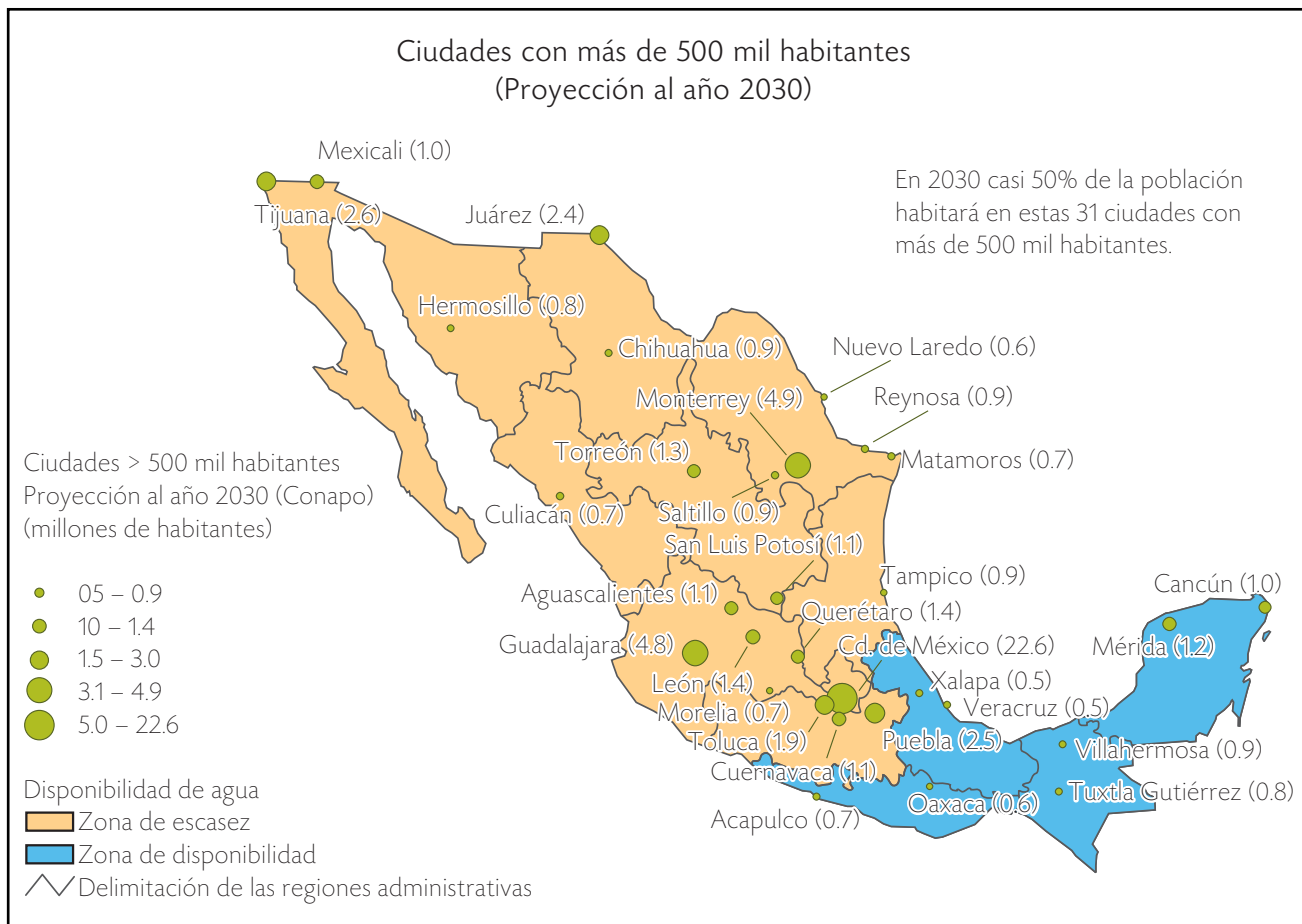 Ciudades con más de 500 mil habitantes
(Proyección al año 2030)
Mexicali (1.0)
Tijuana (2.6)
Juárez (2.4)
En 2030 casi 50% de la población
habitará en estas 31 ciudades con
más de 500 mil habitantes.
Hermosillo (0.8)
Chihuahua (0.9)
Nuevo Laredo (0.6)
Monterrey (4.9)
Reynosa (0.9)
Torreón (1.3)
Matamoros (0.7)
Culiacán (0.7)
Saltillo (0.9)
San Luis Potosí (1.1)
Tampico (0.9)
Cancún (1.0)
Aguascalientes (1.1)
Querétaro (1.4)
Mérida (1.2)
Guadalajara (4.8)
Cd. de México (22.6)
León (1.4)
Xalapa (0.5)
Morelia (0.7)
Veracruz (0.5)
Toluca (1.9)
Puebla (2.5)
Villahermosa (0.9)
Cuernavaca (1.1)
Oaxaca (0.6)
Tuxtla Gutiérrez (0.8)
Acapulco (0.7)
Ciudades > 500 mil habitantes
Proyección al año 2030 (Conapo)
(millones de habitantes)
05 – 0.9
10 – 1.4
1.5 – 3.0
3.1 – 4.9
5.0 – 22.6
Disponibilidad de agua
Zona de escasez
Zona de disponibilidad
Delimitación de las regiones administrativas